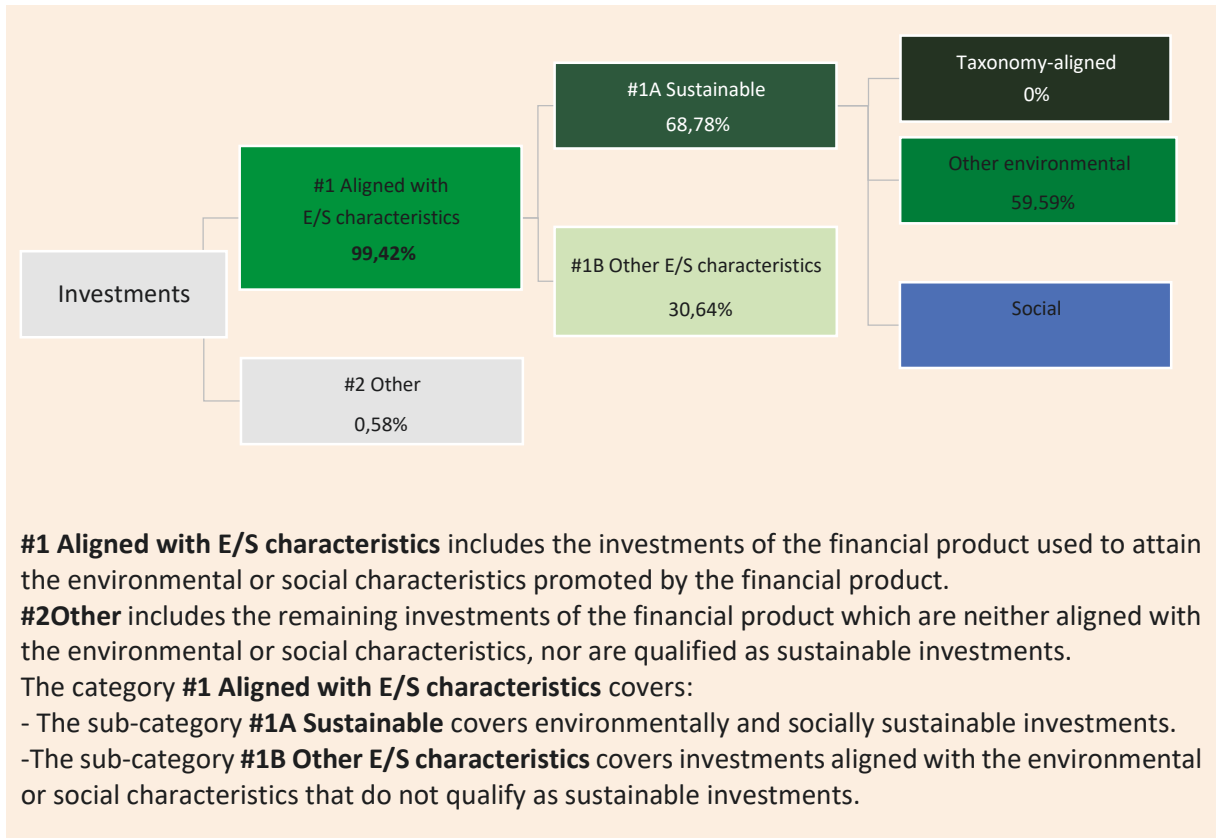 Investments
#1 Aligned with
E/S characteristics
99,42%
#2 Other
0,58%
#1A Sustainable
68,78%
#1B Other E/S characteristics
30,64%
Taxonomy-aligned
0%
Other environmental
59.59%
Social
#1 Aligned with E/S characteristics includes the investments of the financial product used to attain
the environmental or social characteristics promoted by the financial product.
#2Other includes the remaining investments of the financial product which are neither aligned with
the environmental or social characteristics, nor are qualified as sustainable investments.
The category #1 Aligned with E/S characteristics covers:
- The sub-category #1A Sustainable covers environmentally and socially sustainable investments.
-The sub-category #1B Other E/S characteristics covers investments aligned with the environmental
or social characteristics that do not qualify as sustainable investments.